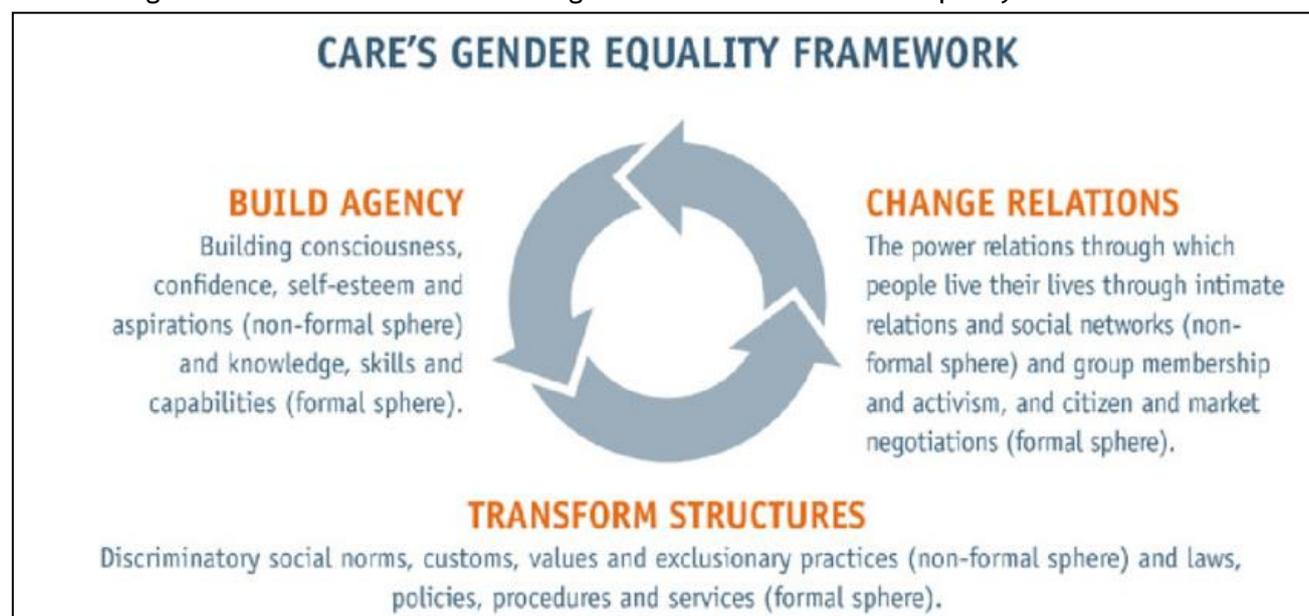 CARE'S GENDER EQUALITY FRAMEWORK
BUILD AGENCY
Building consciousness,
confidence, self-esteem and
aspirations (non-formal sphere)
and knowledge, skills and
capabilities (formal sphere).
CHANGE RELATIONS
The power relations through which
people live their lives through intimate
relations and social networks (non-
formal sphere) and group membership
and activism, and citizen and market
negotiations (formal sphere).
TRANSFORM STRUCTURES
Discriminatory social norms, customs, values and exclusionary practices (non-formal sphere) and laws,
policies, procedures and services (formal sphere).